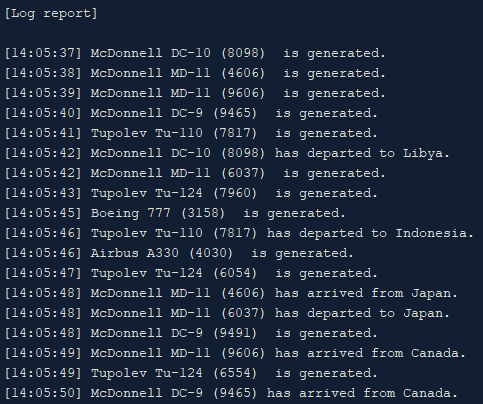 [Log report]
[14:05:37] McDonnell DC-10 (8098)  is generated.
[14:05:38] McDonnell MD-11 (4606)  is generated.
[14:05:39] McDonnell MD-11 (9606)  is generated.
[14:05:40] McDonnell DC-9 (9465)  is generated.
[14:05:41] Tupolev Tu-110 (7817)  is generated.
[14:05:42] McDonnell DC-10 (8098) has departed to Libya.
[14:05:42] McDonnell MD-11 (6037)  is generated.
[14:05:43] Tupolev Tu-124 (7960)  is generated.
[14:05:45] Boeing 777 (3158)  is generated.
[14:05:46] Tupolev Tu-110 (7817) has departed to Indonesia.
[14:05:46] Airbus A330 (4030)  is generated.
[14:05:47] Tupolev Tu-124 (6054)  is generated.
[14:05:48] McDonnell MD-11 (4606) has arrived from Japan.
[14:05:48] McDonnell MD-11 (6037) has departed to Japan.
[14:05:48] McDonnell DC-9 (9491)  is generated.
[14:05:49] McDonnell MD-11 (9606) has arrived from Canada.
[14:05:49] Tupolev Tu-124 (6554)  is generated.
[14:05:50] McDonnell DC-9 (9465) has arrived from Canada.